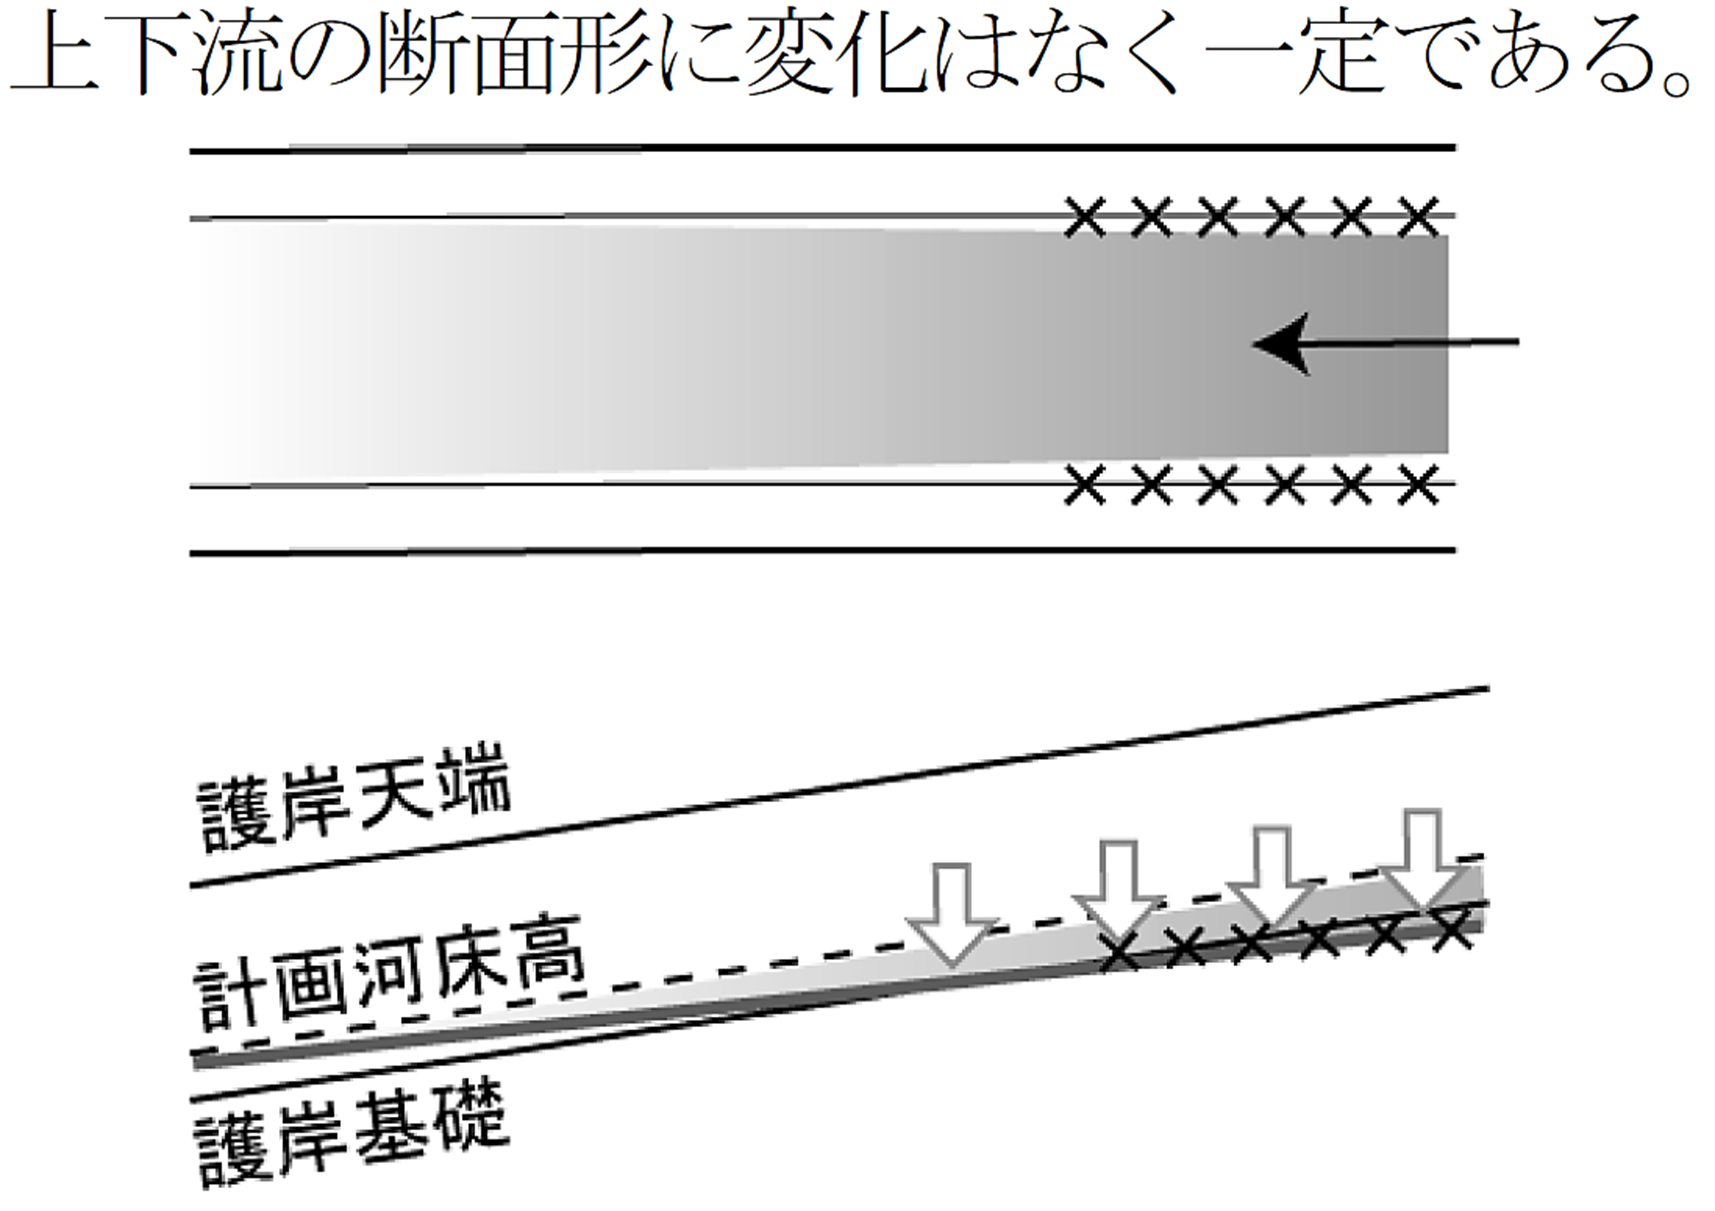 上下流の断面形に変化はなく一定である。
護岸天端
計画河床高
護岸基礎